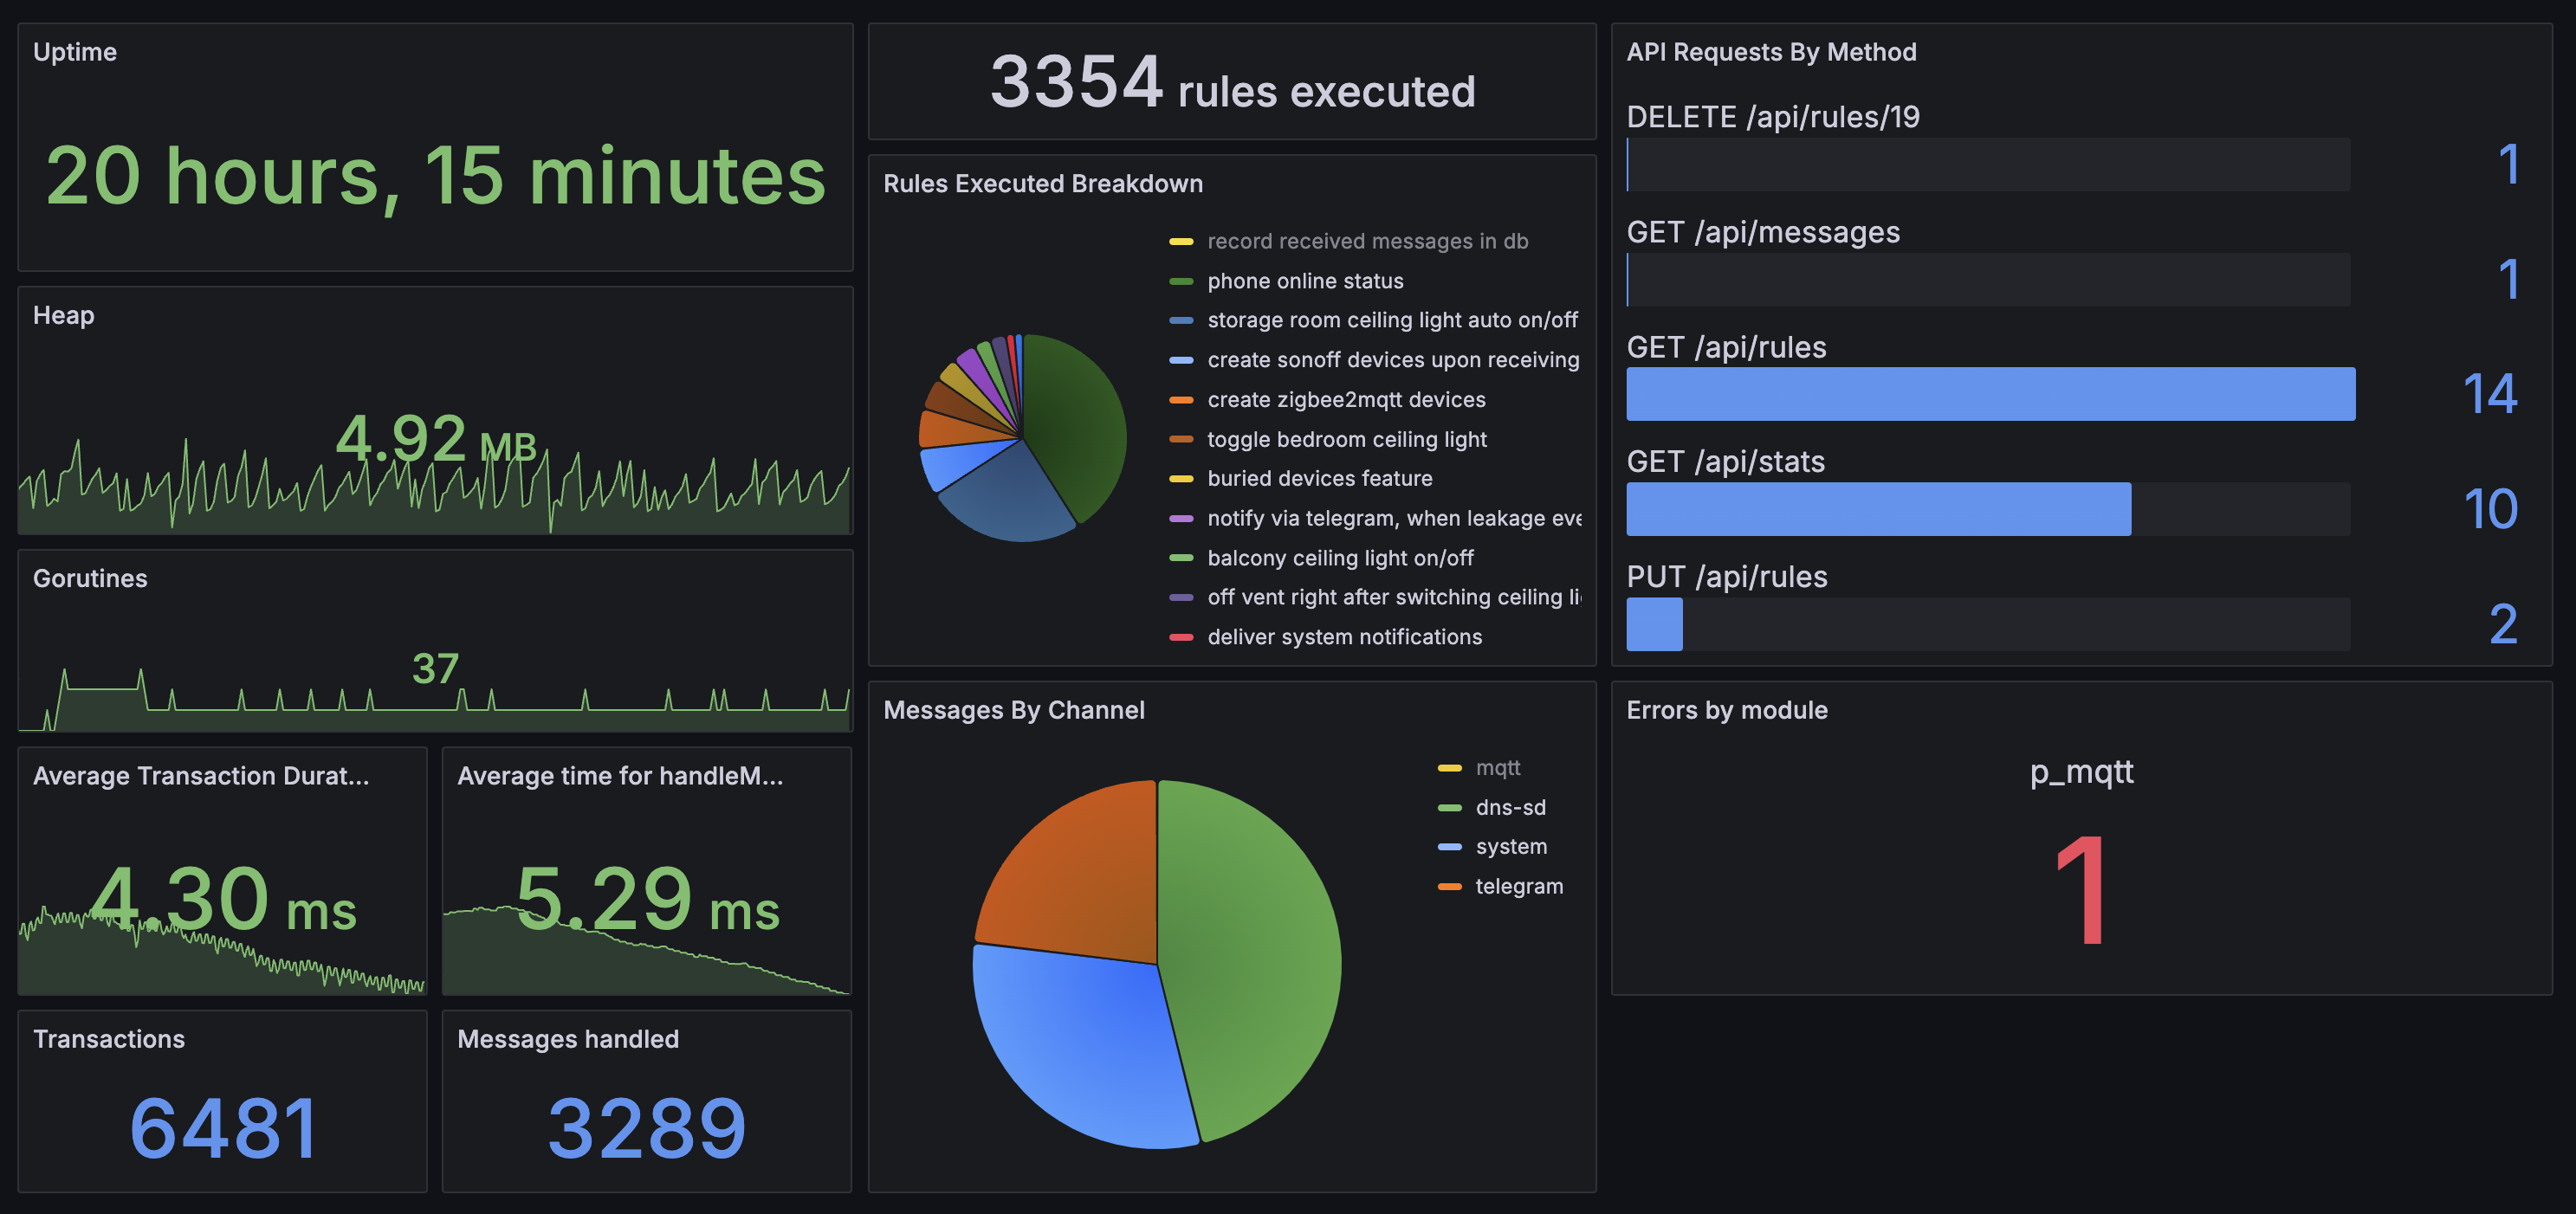 Uptime
20 hours, 15 minutes
Heap
4.92 MB
Gorutines
37
Average Transaction Durat...
4.30 ms
Average time for handleM...
5.29 ms
Transactions
6481
Messages handled
3289
3354 rules executed
Rules Executed Breakdown
record received messages in db
phone online status
storage room ceiling light auto on/off
create sonoff devices upon receiving
create zigbee2mqtt devices
toggle bedroom ceiling light
buried devices feature
notify via telegram, when leakage eve
balcony ceiling light on/off
off vent right after switching ceiling li
deliver system notifications
Messages By Channel
mqtt
dns-sd
system
telegram
API Requests By Method
DELETE /api/rules/19
1
GET /api/messages
1
GET /api/rules
14
GET /api/stats
10
PUT /api/rules
2
Errors by module
p_mqtt
1